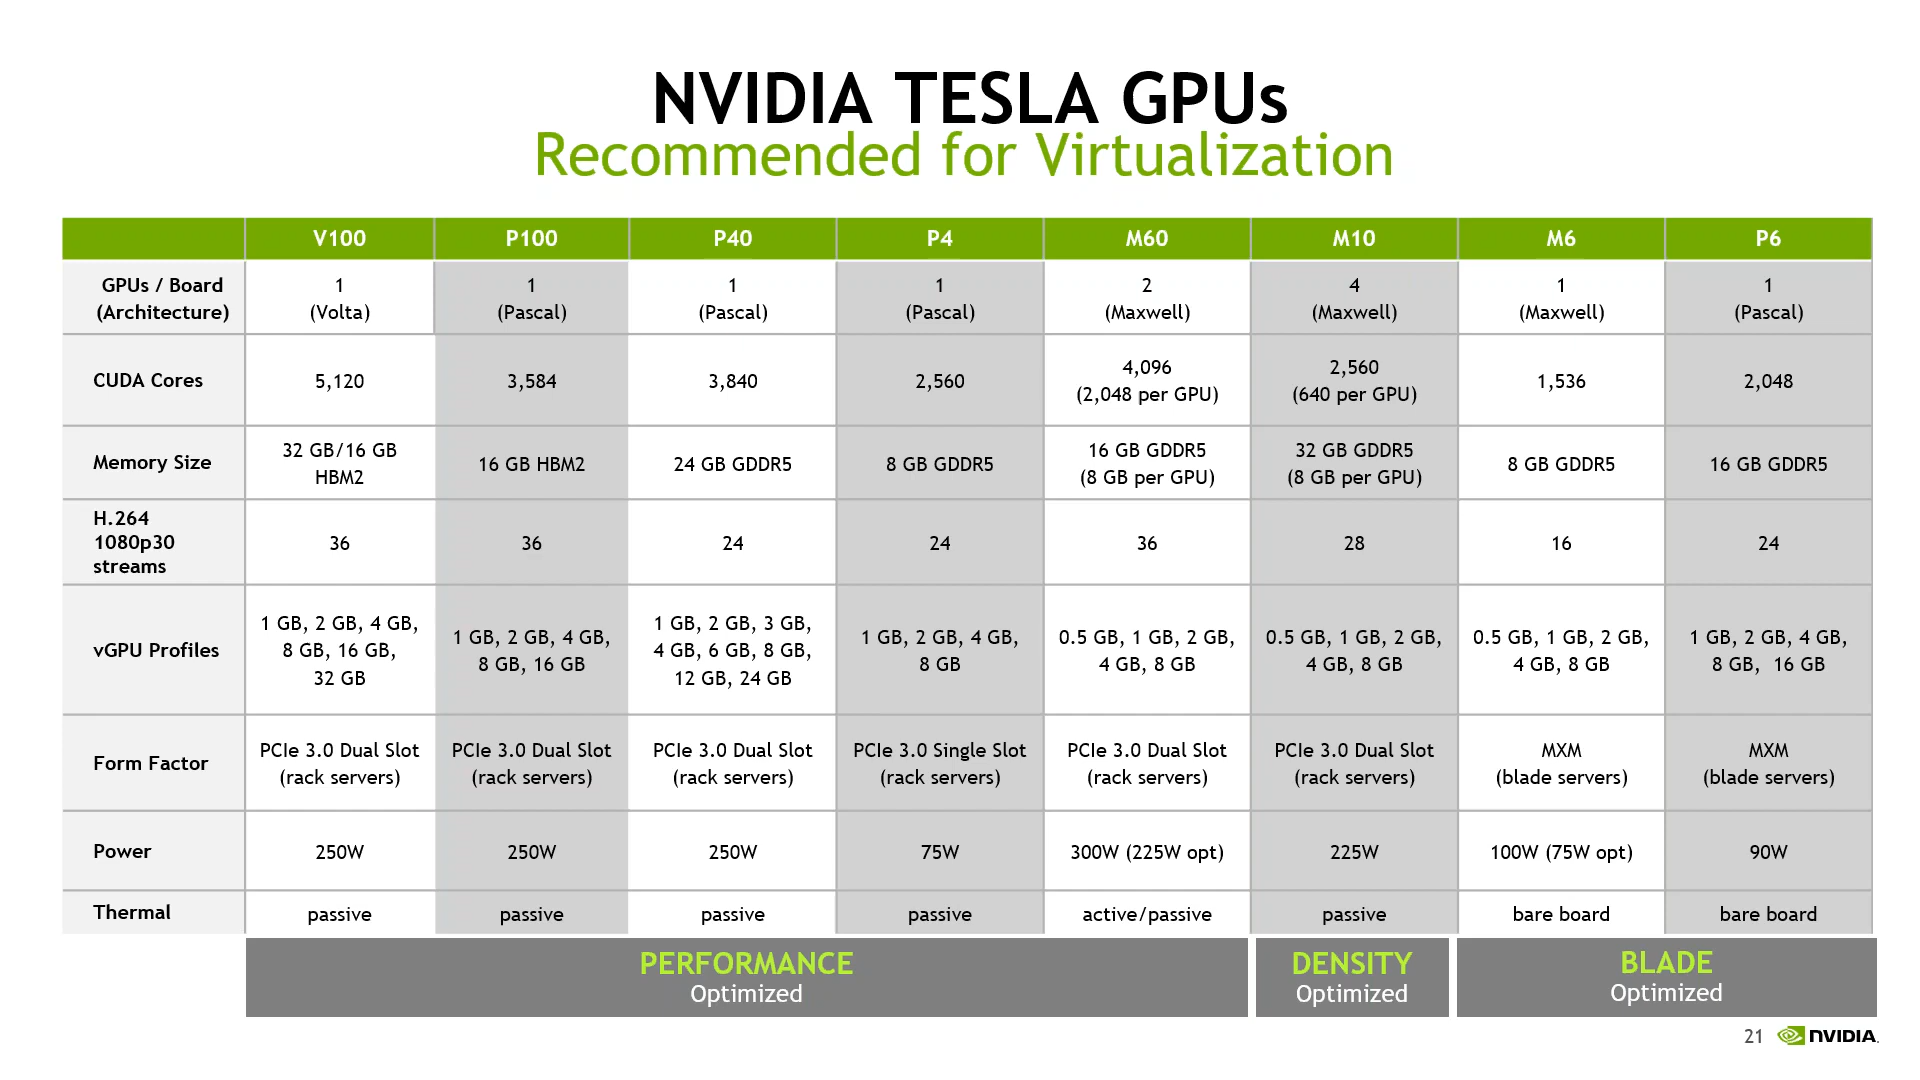 NVIDIA TESLA GPUs
Recommended for Virtualization
V100 P100 P40 P4 M60 M10 M6 P6
GPUs / Board
(Architecture)
1
(Volta)
1
(Pascal)
1
(Pascal)
1
(Pascal)
2
(Maxwell)
4
(Maxwell)
1
(Maxwell)
1
(Pascal)
CUDA Cores
5,120
3,584
3,840
2,560
4,096
(2,048 per GPU)
2,560
(640 per GPU)
1,536
2,048
Memory Size
32 GB/16 GB
HBM2
16 GB HBM2
24 GB GDDR5
8 GB GDDR5
16 GB GDDR5
(8 GB per GPU)
32 GB GDDR5
(8 GB per GPU)
8 GB GDDR5
16 GB GDDR5
H.264
1080p30
streams
36
36
24
24
36
28
16
24
vGPU Profiles
1 GB, 2 GB, 4 GB,
8 GB, 16 GB,
32 GB
1 GB, 2 GB, 4 GB,
8 GB, 16 GB
1 GB, 2 GB, 3 GB,
4 GB, 6 GB, 8 GB,
12 GB, 24 GB
1 GB, 2 GB, 4 GB,
8 GB
0.5 GB, 1 GB, 2 GB,
4 GB, 8 GB
0.5 GB, 1 GB, 2 GB,
4 GB, 8 GB
0.5 GB, 1 GB, 2 GB,
4 GB, 8 GB
1 GB, 2 GB, 4 GB,
8 GB, 16 GB
Form Factor
PCIe 3.0 Dual Slot
(rack servers)
PCIe 3.0 Dual Slot
(rack servers)
PCIe 3.0 Dual Slot
(rack servers)
PCIe 3.0 Single Slot
(rack servers)
PCIe 3.0 Dual Slot
(rack servers)
PCIe 3.0 Dual Slot
(rack servers)
MXM
(blade servers)
MXM
(blade servers)
Power
250W
250W
250W
75W
300W (225W opt)
225W
100W (75W opt)
90W
Thermal
passive
passive
passive
passive
active/passive
passive
bare board
bare board
PERFORMANCE
Optimized
DENSITY
Optimized
BLADE
Optimized
21
NVIDIA.